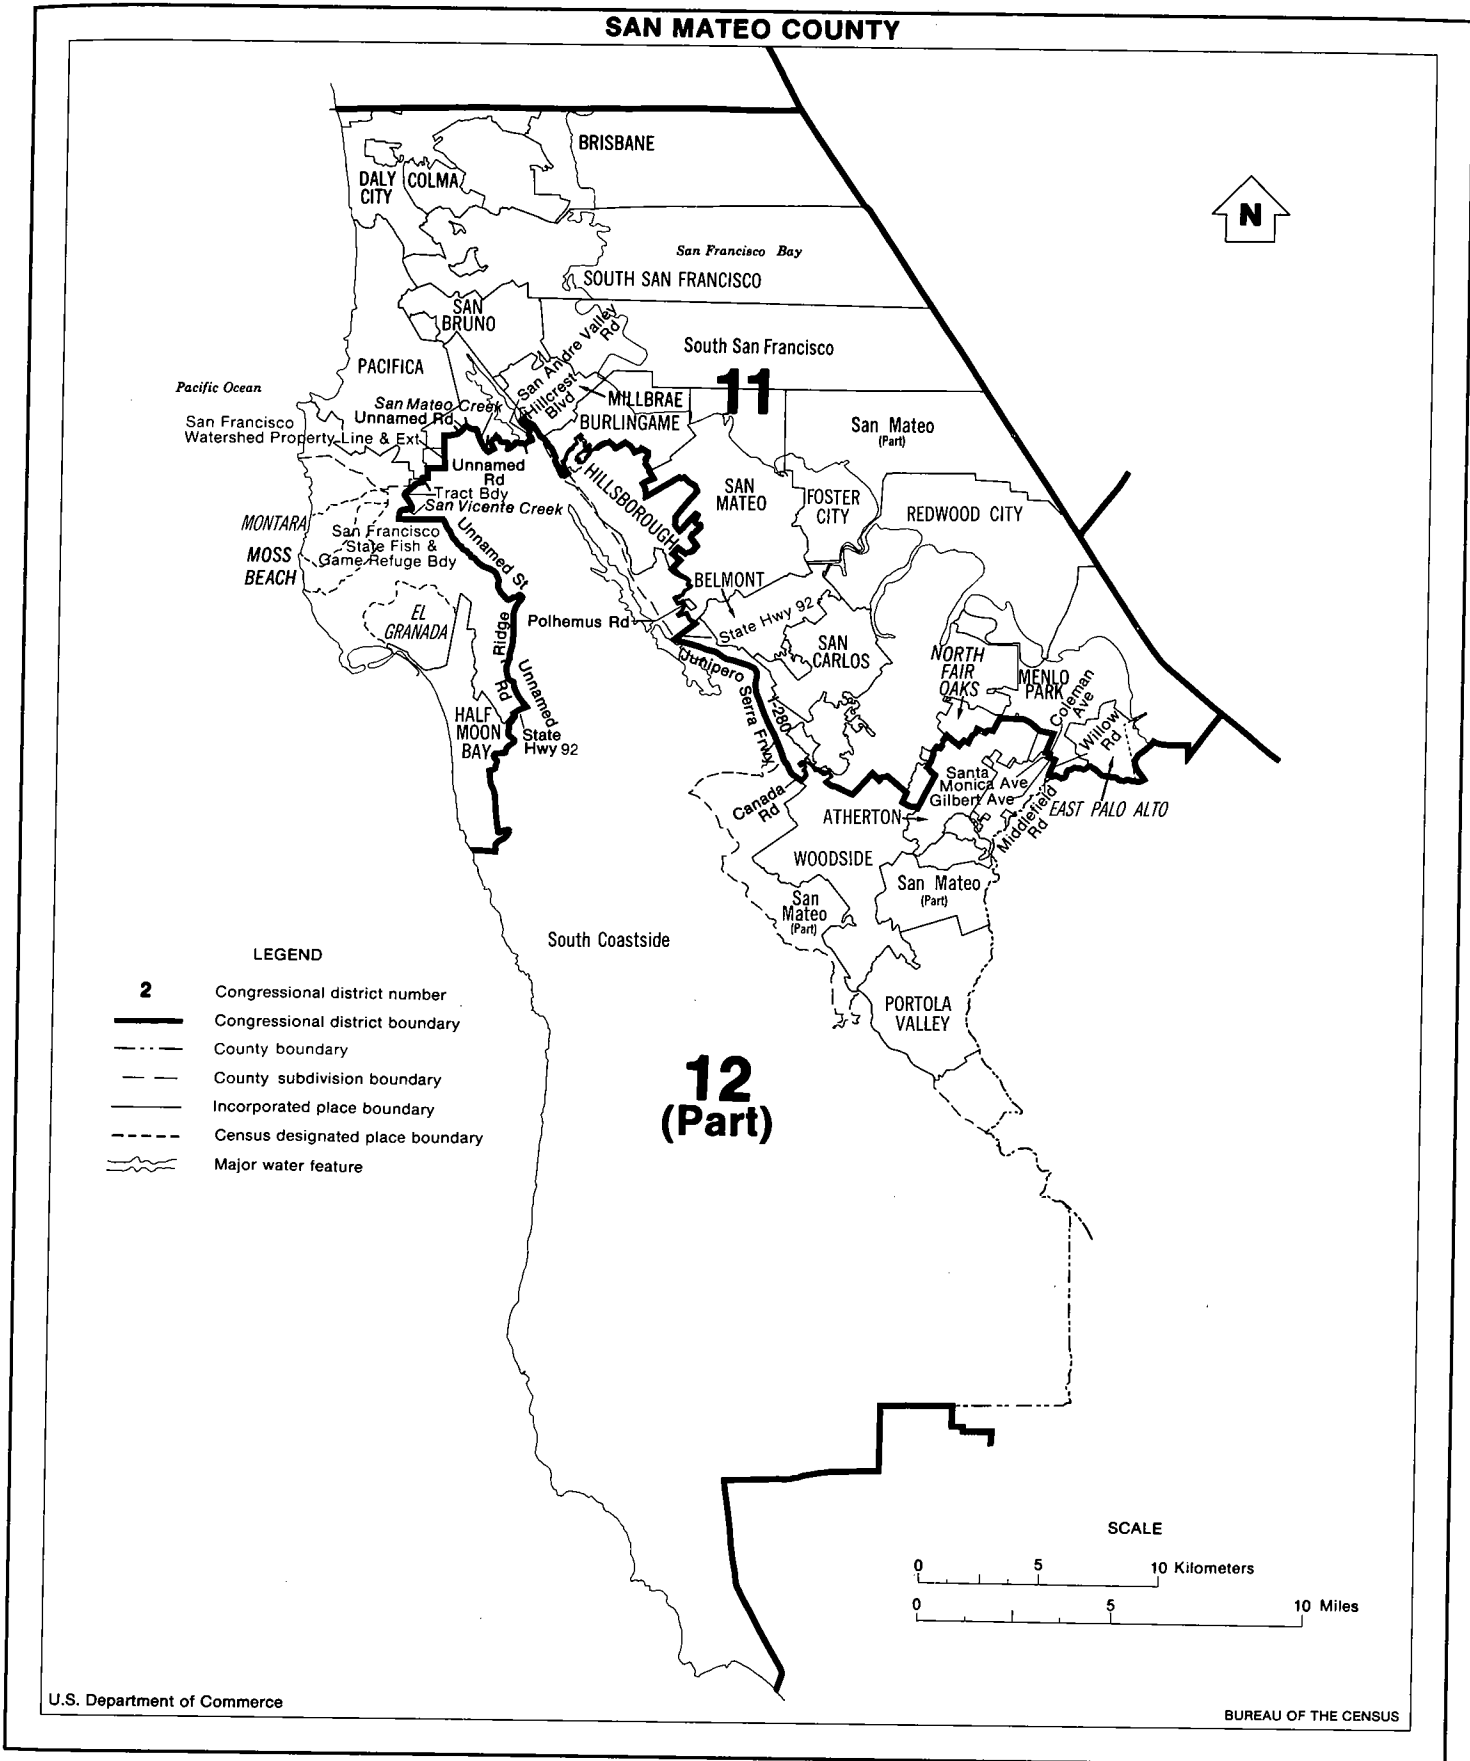 SAN MATEO COUNTY
BRISBANE
DALY
CITY
COLMA
N
San Francisco Bay
SOUTH SAN FRANCISCO
SAN
BRUNO
San Andre Valley
Rd
South San Francisco
PACIFICA
11
Pacific Ocean
Hillcrest
Blvd
MILLBRAE
San Mateo Creek
Unnamed Rd
BURLINGAME
San Francisco
Watershed Property Line & Ext
San Mateo
(Part)
Unnamed
Rd
HILLSBOROUGH
SAN
MATEO
FOSTER
CITY
REDWOOD CITY
Tract Bdy
San Vicente Creek
MONTARA
San Francisco
State Fish &
Game Refuge Bdy
MOSS
BEACH
Unnamed St
BELMONT
EL
GRANADA
Polhemus Rd
State Hwy 92
SAN
CARLOS
Ridge
Rd
Junipero
Serra Frwy
I-280
NORTH
FAIR
OAKS
MENLO
PARK
Coleman
Ave
Willow
Rd
Unnamed
HALF
MOON
BAY
State
Hwy 92
Santa
Monica Ave
Gilbert Ave
Canada
Rd
ATHERTON
Middlefield
Rd
EAST PALO ALTO
WOODSIDE
San Mateo
(Part)
San
Mateo
(Part)
South Coastside
PORTOLA
VALLEY
12
(Part)
LEGEND
2 Congressional district number
Congressional district boundary
County boundary
County subdivision boundary
Incorporated place boundary
Census designated place boundary
Major water feature
SCALE
0 5 10 Kilometers
0 5 10 Miles
U.S. Department of Commerce
BUREAU OF THE CENSUS